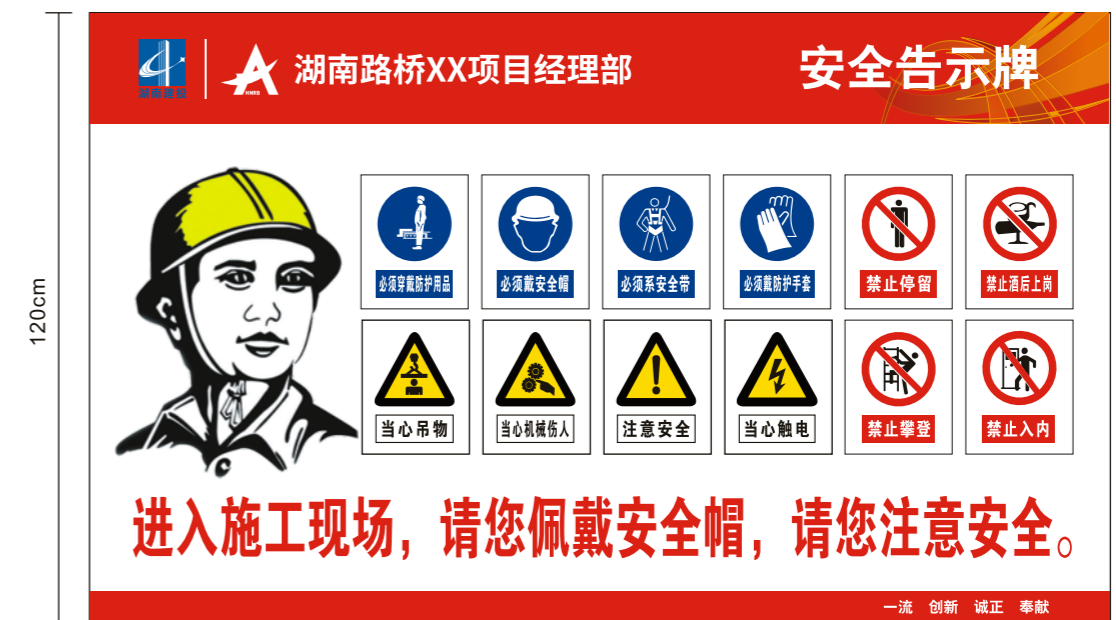 湖南路桥XX项目经理部
安全告示牌
湖南建投
HNRB
120cm
必须穿戴防护用品
必须戴安全帽
必须系安全带
必须戴防护手套
禁止停留
禁止酒后上岗
当心吊物
当心机械伤人
注意安全
当心触电
禁止攀登
禁止入内
进入施工现场，请您佩戴安全帽，请您注意安全。
一流 创新 诚正 奉献